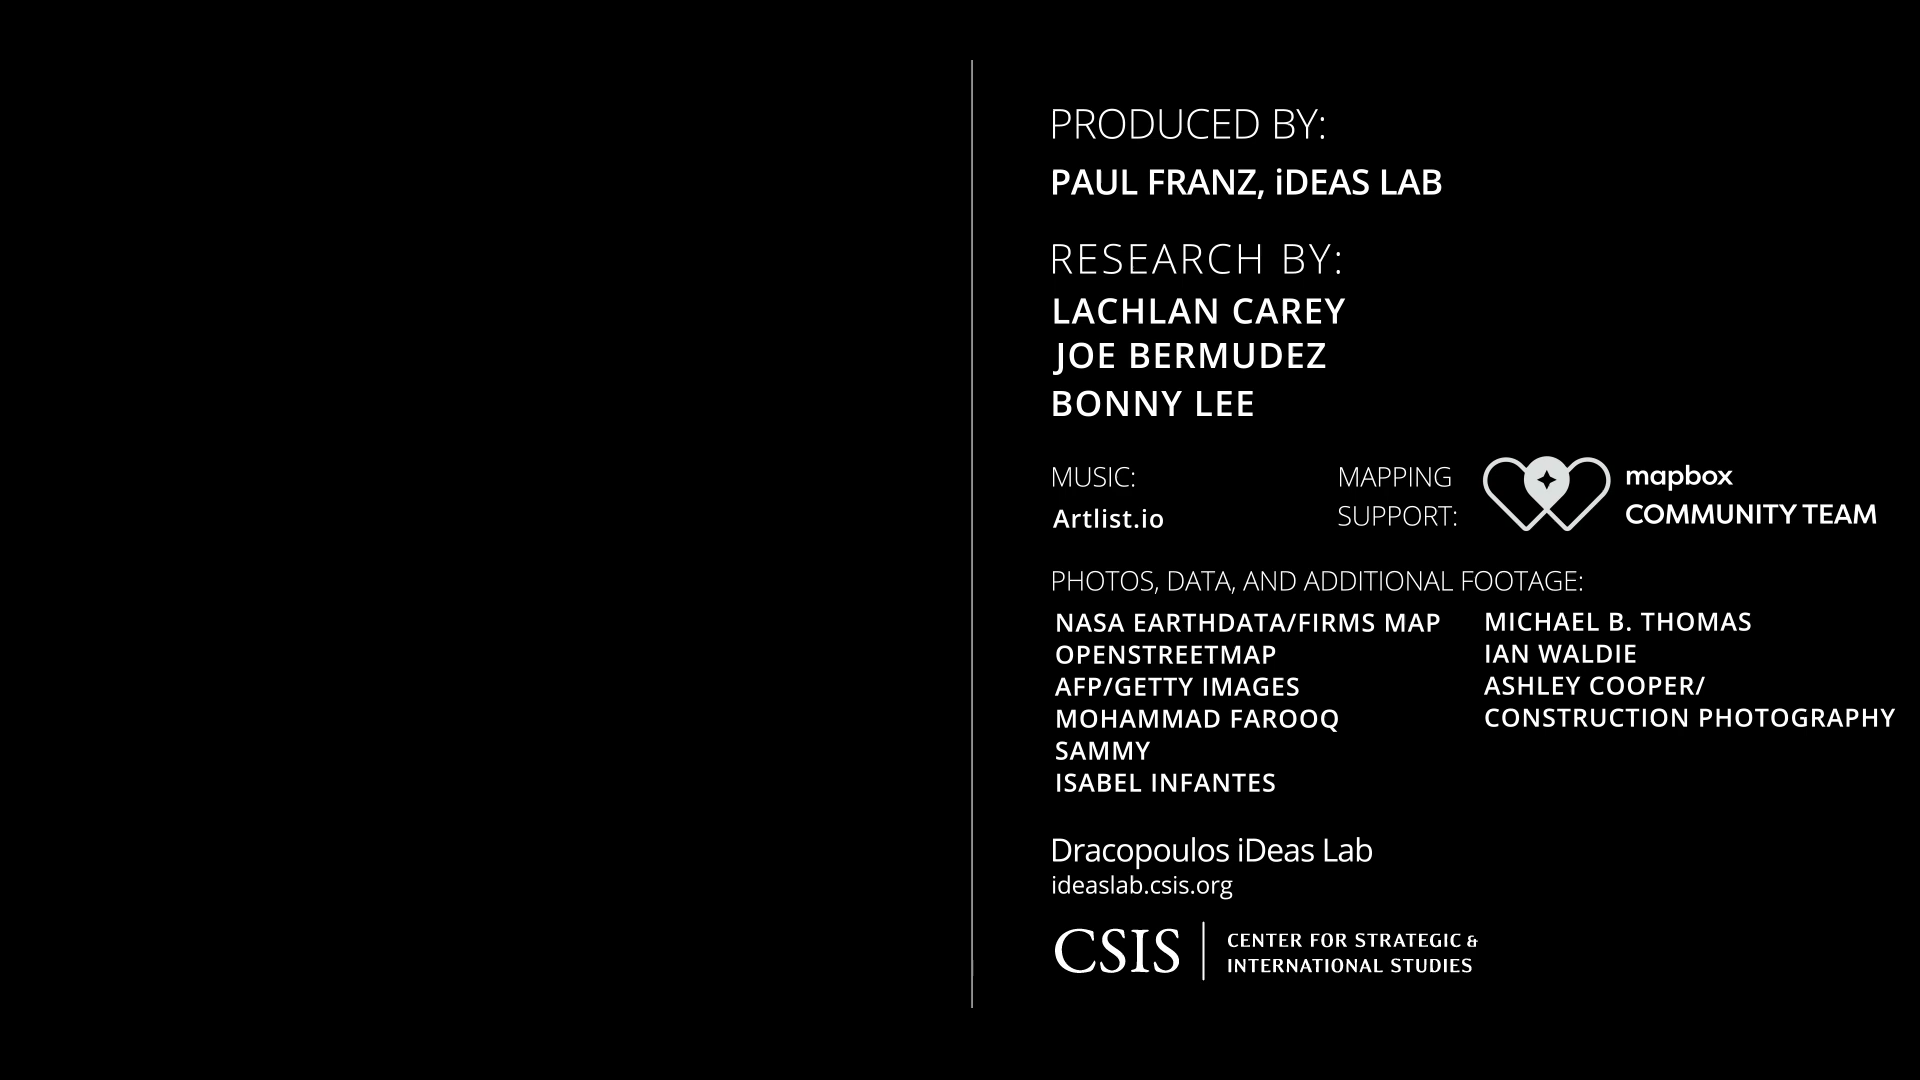 PRODUCED BY:
PAUL FRANZ, iDEAS LAB
RESEARCH BY:
LACHLAN CAREY
JOE BERMUDEZ
BONNY LEE
MUSIC:
Artlist.io
MAPPING
SUPPORT:
mapbox
COMMUNITY TEAM
PHOTOS, DATA, AND ADDITIONAL FOOTAGE:
NASA EARTHDATA/FIRMS MAP
OPENSTREETMAP
AFP/GETTY IMAGES
MOHAMMAD FAROOQ
SAMMY
ISABEL INFANTES
MICHAEL B. THOMAS
IAN WALDIE
ASHLEY COOPER/
CONSTRUCTION PHOTOGRAPHY
Dracopoulos iDeas Lab
ideaslab.csis.org
CSIS
CENTER FOR STRATEGIC &
INTERNATIONAL STUDIES